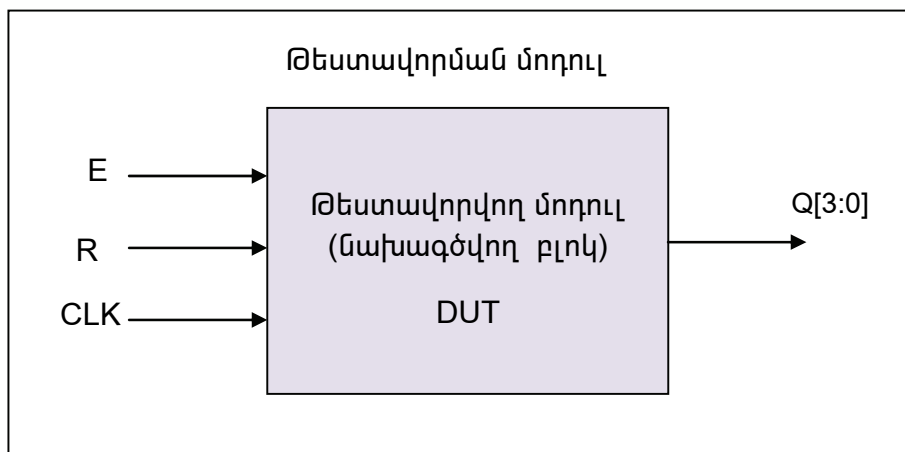 Թեստավորման մոդուլ
E
R
CLK
Թեստավորվող մոդուլ
(նախագծվող բլոկ)
DUT
Q[3:0]